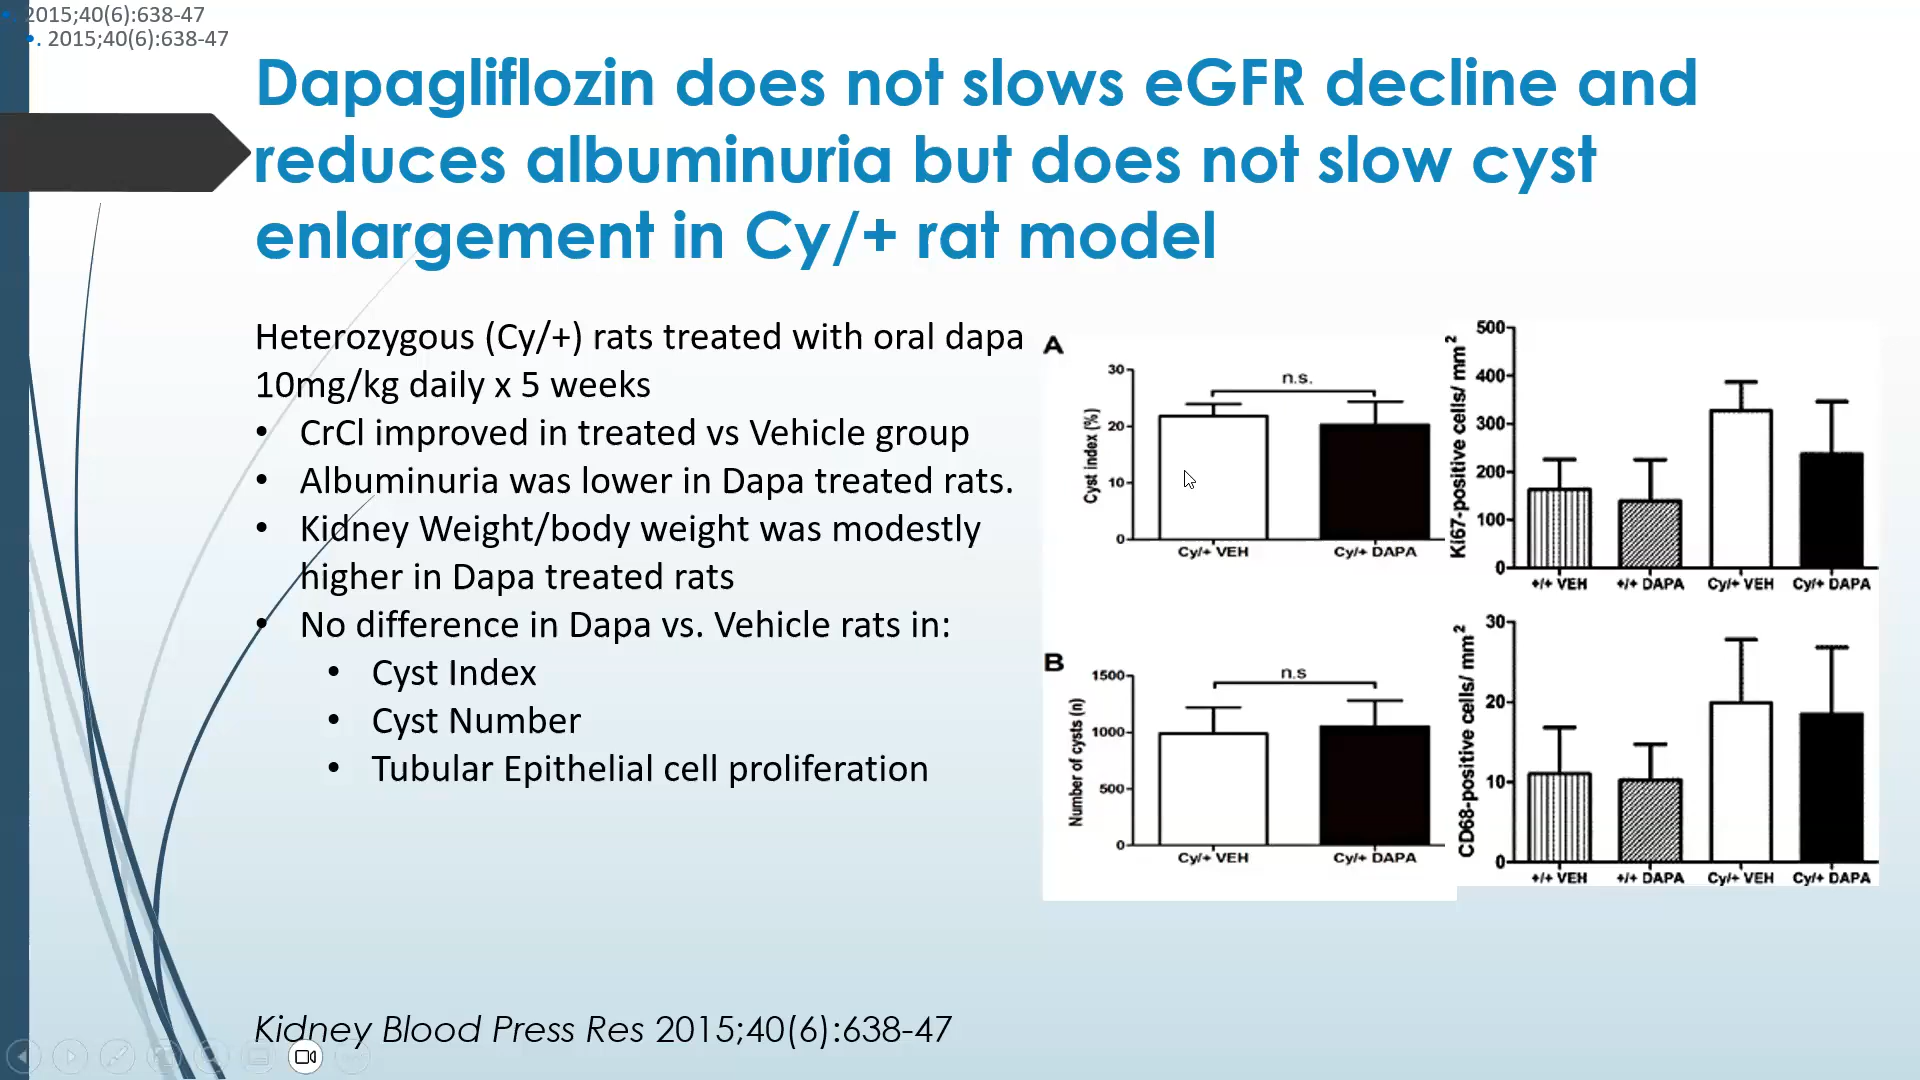 2015;40(6):638-47
. 2015;40(6):638-47
Dapagliflozin does not slows eGFR decline and
reduces albuminuria but does not slow cyst
enlargement in Cy/+ rat model
Heterozygous (Cy/+) rats treated with oral dapa
10mg/kg daily x 5 weeks
• CrCl improved in treated vs Vehicle group
• Albuminuria was lower in Dapa treated rats.
• Kidney Weight/body weight was modestly
higher in Dapa treated rats
• No difference in Dapa vs. Vehicle rats in:
• Cyst Index
• Cyst Number
• Tubular Epithelial cell proliferation
A
Cyst index (%)
30
20
10
0
n.s.
Cy/+ VEH
Cy/+ DAPA
Ki67-positive cells/ mm2
500
400
300
200
100
0
+/+ VEH
+/+ DAPA
Cy/+ VEH
Cy/+ DAPA
B
Number of cysts (n)
1500
1000
500
0
n.s
Cy/+ VEH
Cy/+ DAPA
CD68-positive cells/ mm2
30
20
10
0
+/+ VEH
+/+ DAPA
Cy/+ VEH
Cy/+ DAPA
Kidney Blood Press Res 2015;40(6):638-47